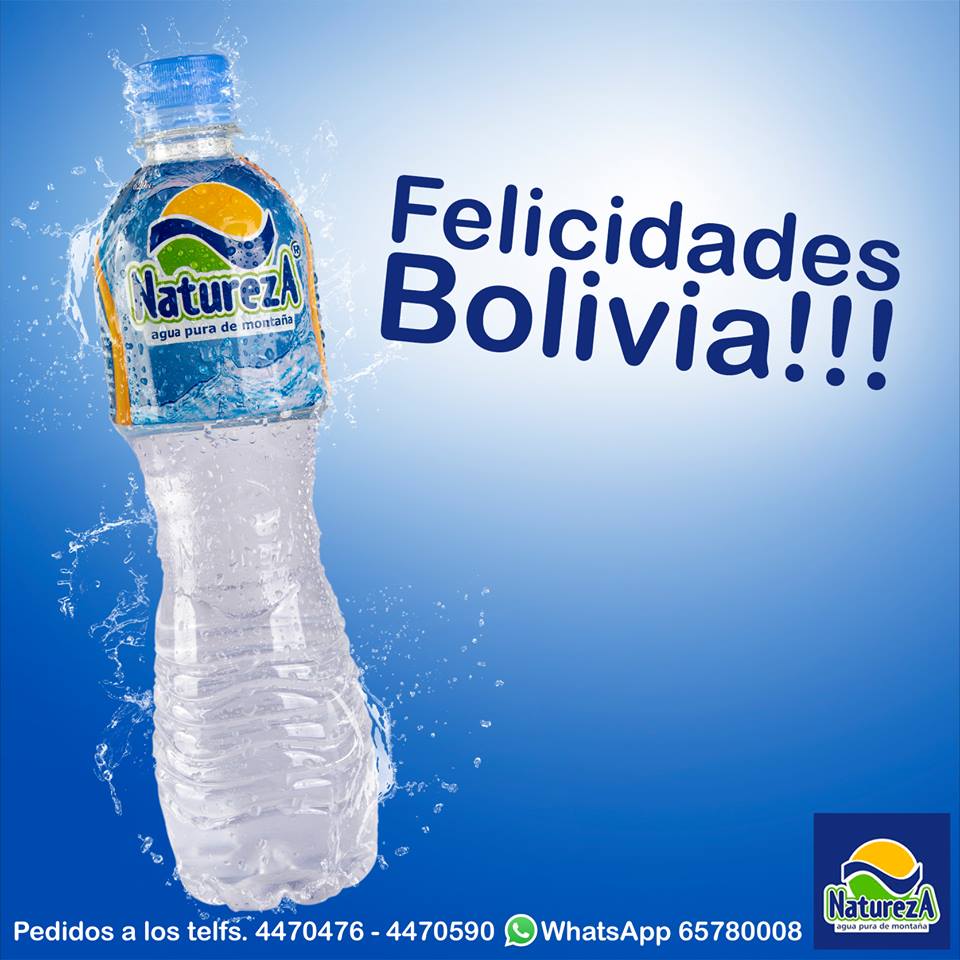 NaturezA®
agua pura de montaña
Felicidades
Bolivia!!!
Pedidos a los telfs. 4470476 - 4470590 WhatsApp 65780008
NaturezA
agua pura de montaña